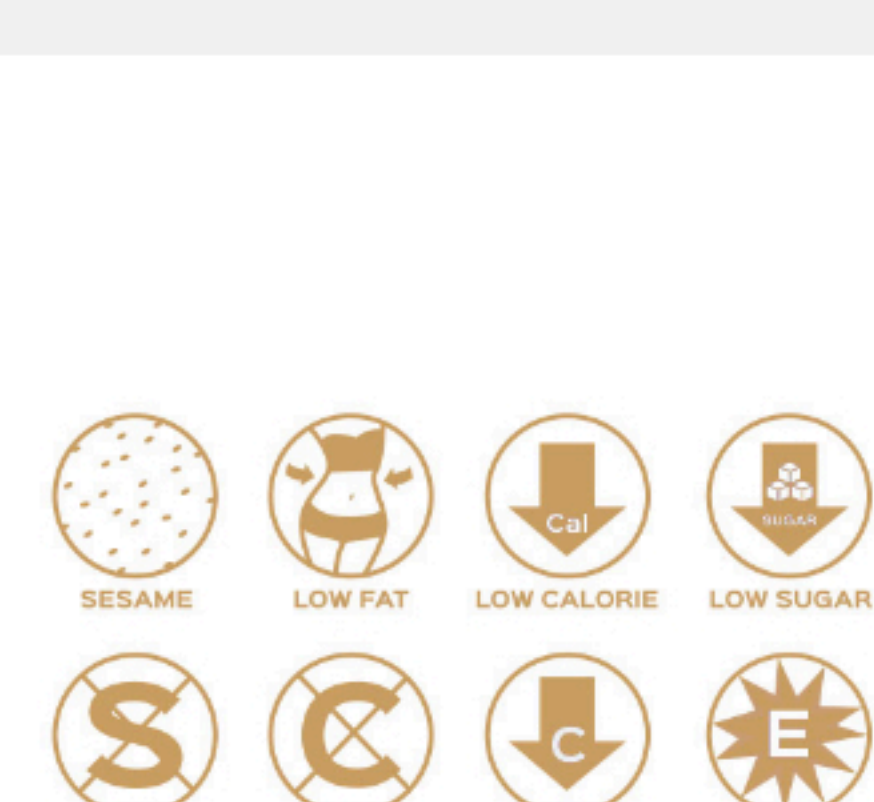 Cal
SUGAR
SESAME
LOW FAT
LOW CALORIE
LOW SUGAR
S
C
C
E